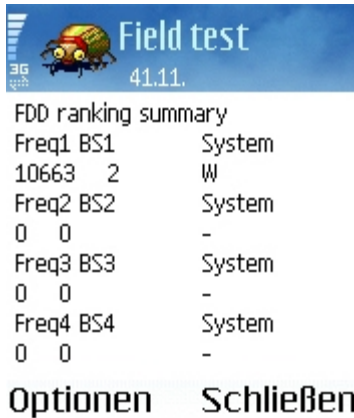 Field test
3G
41.11.
FDD ranking summary
Freq1 BS1 System
10663 2 W
Freq2 BS2 System
0 0 -
Freq3 BS3 System
0 0 -
Freq4 BS4 System
0 0 -
Optionen Schließen